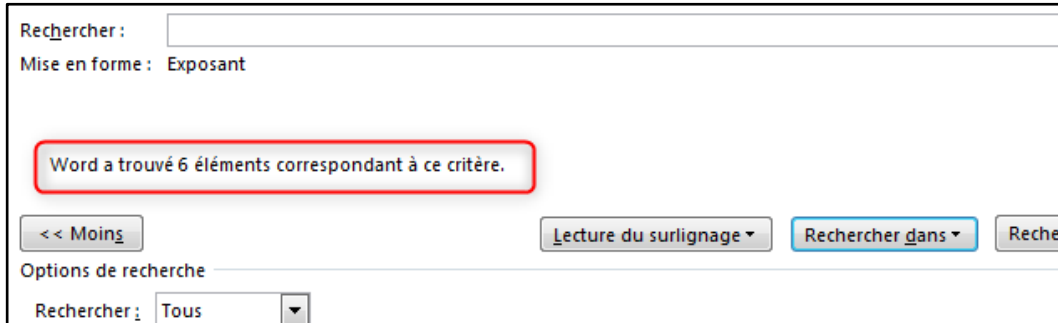 Rechercher :
Mise en forme : Exposant
Word a trouvé 6 éléments correspondant à ce critère.
<< Moins
Lecture du surlignage
Rechercher dans
Reche
Options de recherche
Rechercher : Tous